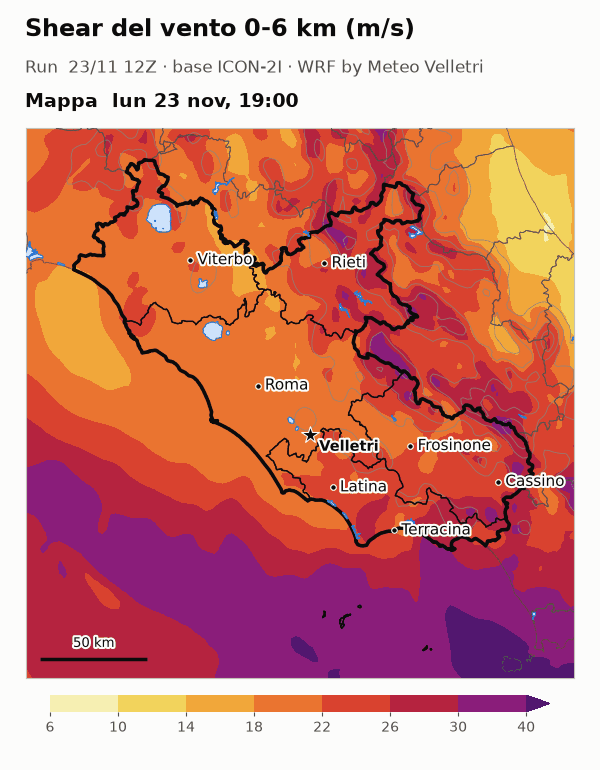 Shear del vento 0-6 km (m/s)
Run  23/11 12Z · base ICON-2I · WRF by Meteo Velletri
Mappa  lun 23 nov, 19:00
Viterbo
Rieti
Roma
Velletri
Frosinone
Latina
Cassino
Terracina
50 km
6 10 14 18 22 26 30 40